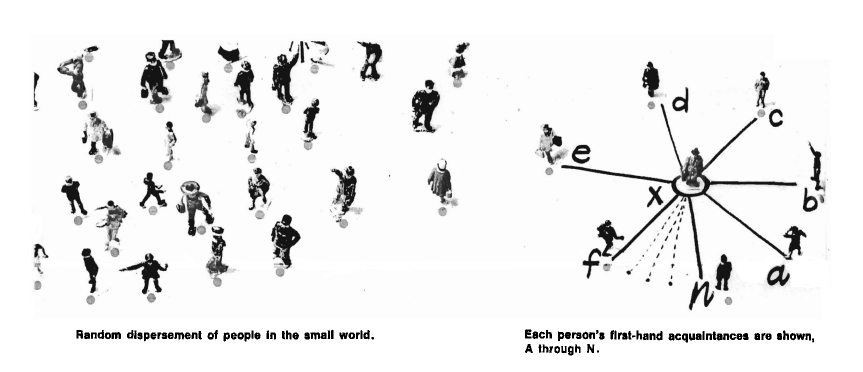 d
c
e
x
b
f
n
a
Random dispersement of people in the small world.
Each person's first-hand acquaintances are shown,
A through N.